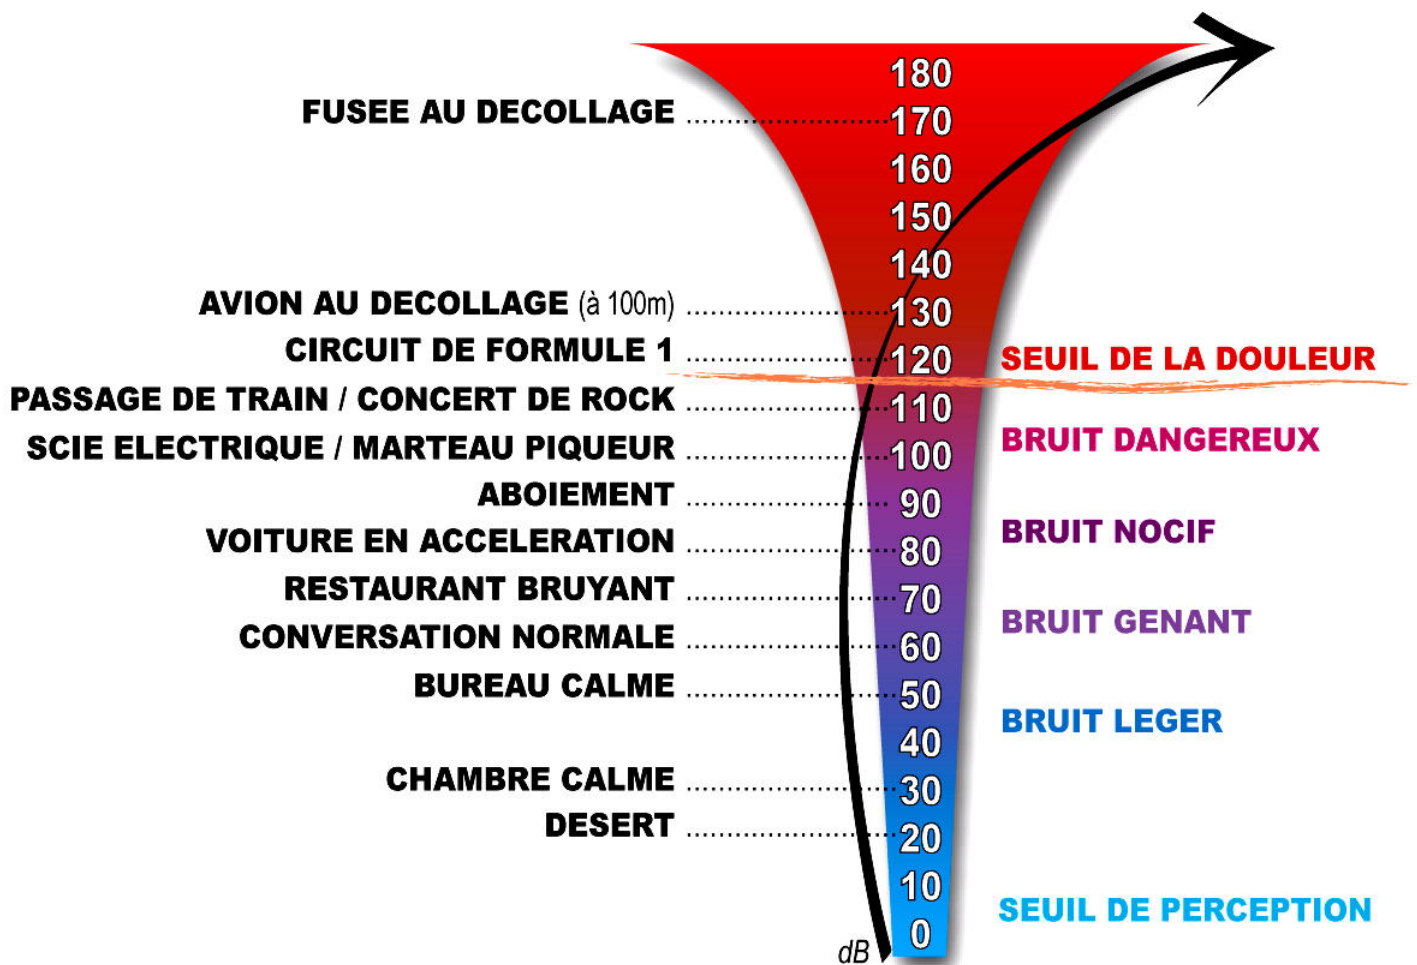 180
FUSEE AU DECOLLAGE 170
160
150
140
AVION AU DECOLLAGE (à 100m) 130
CIRCUIT DE FORMULE 1 120 SEUIL DE LA DOULEUR
PASSAGE DE TRAIN / CONCERT DE ROCK 110
BRUIT DANGEREUX
SCIE ELECTRIQUE / MARTEAU PIQUEUR 100
ABOIEMENT 90
BRUIT NOCIF
VOITURE EN ACCELERATION 80
RESTAURANT BRUYANT 70
BRUIT GENANT
CONVERSATION NORMALE 60
BUREAU CALME 50
BRUIT LEGER
40
CHAMBRE CALME 30
DESERT 20
10
SEUIL DE PERCEPTION
0
dB